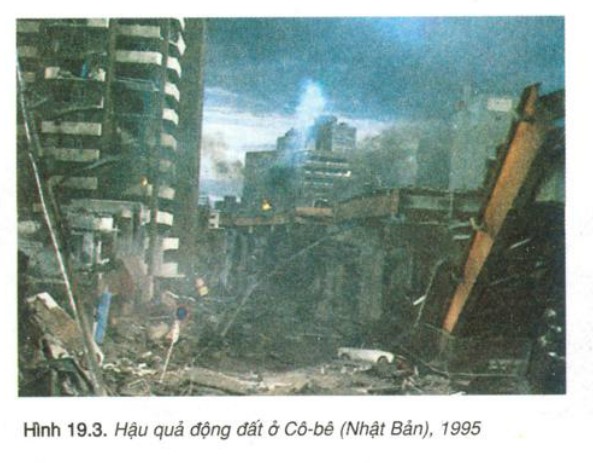 Hình 19.3. Hậu quả động đất ở Cô-bê (Nhật Bản), 1995